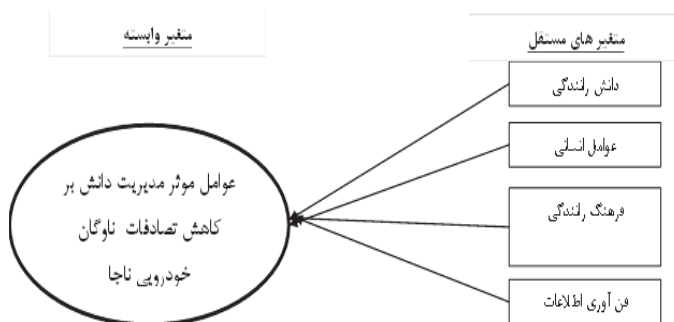 متغیر های مستقل
متغیر وابسته
دانش رانندگی
عوامل انسانی
فرهنگ رانندگی
فن آوری اطلاعات
عوامل موثر مدیریت دانش بر
کاهش تصادفات ناوگان
خودرویی ناجا